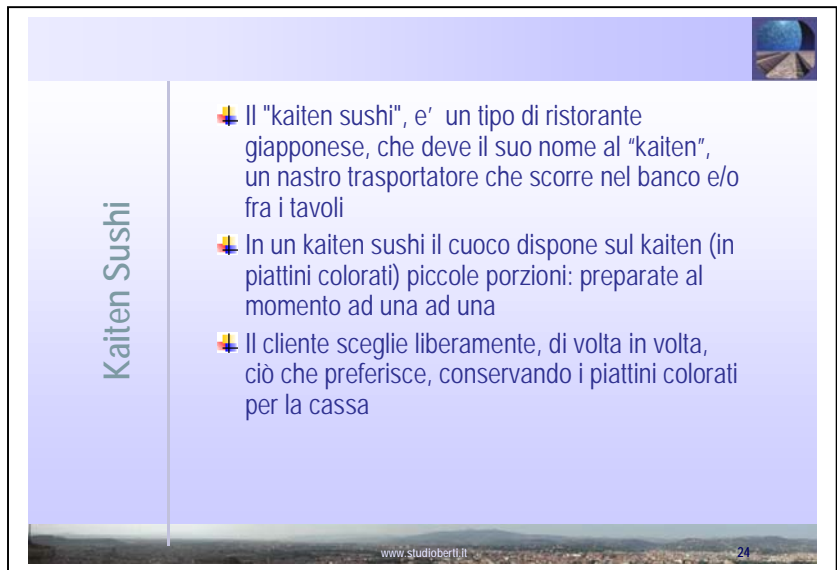 Kaiten Sushi
Il "kaiten sushi", e’ un tipo di ristorante
giapponese, che deve il suo nome al “kaiten”,
un nastro trasportatore che scorre nel banco e/o
fra i tavoli
In un kaiten sushi il cuoco dispone sul kaiten (in
piattini colorati) piccole porzioni: preparate al
momento ad una ad una
Il cliente sceglie liberamente, di volta in volta,
ciò che preferisce, conservando i piattini colorati
per la cassa
www.studioberti.it
24